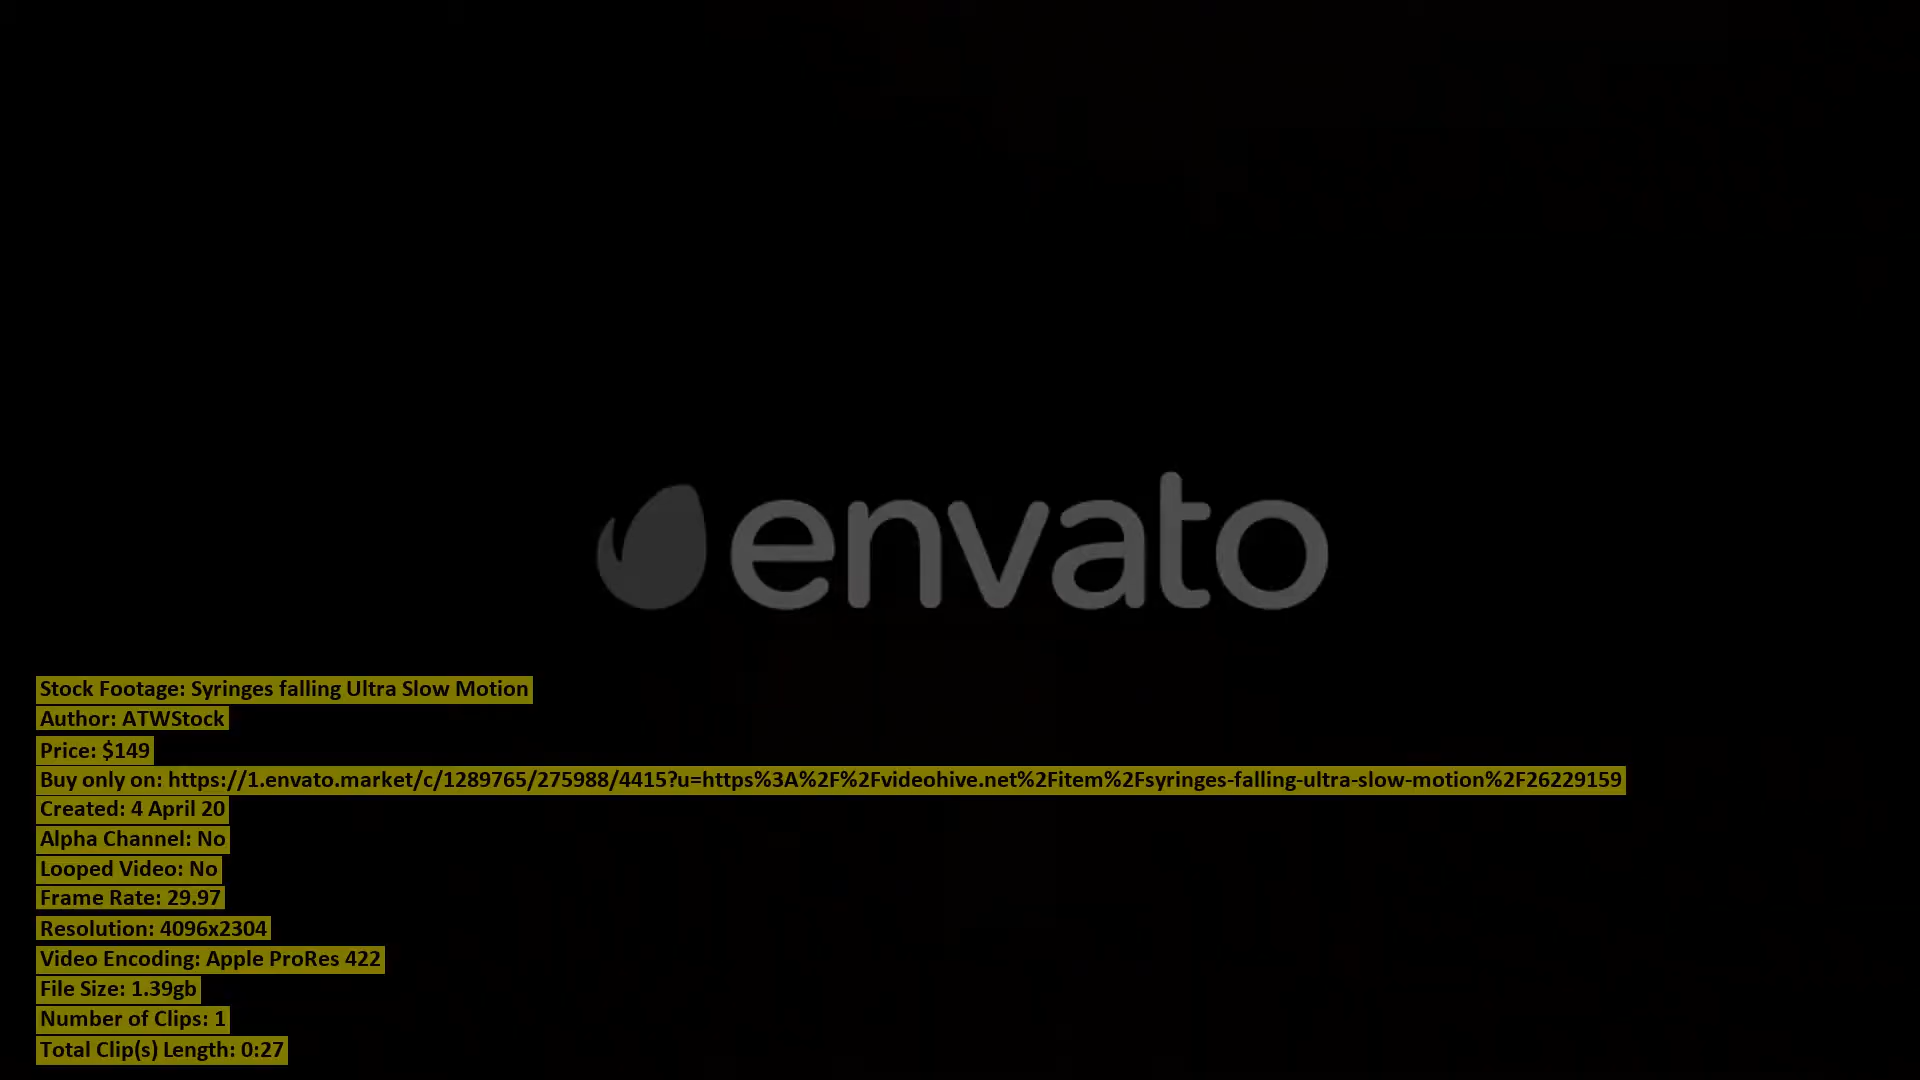 envato
Stock Footage: Syringes falling Ultra Slow Motion
Author: ATWStock
Price: $149
Buy only on: https://1.envato.market/c/1289765/275988/4415?u=https%3A%2F%2Fvideohive.net%2Fitem%2Fsyringes-falling-ultra-slow-motion%2F26229159
Created: 4 April 20
Alpha Channel: No
Looped Video: No
Frame Rate: 29.97
Resolution: 4096x2304
Video Encoding: Apple ProRes 422
File Size: 1.39gb
Number of Clips: 1
Total Clip(s) Length: 0:27